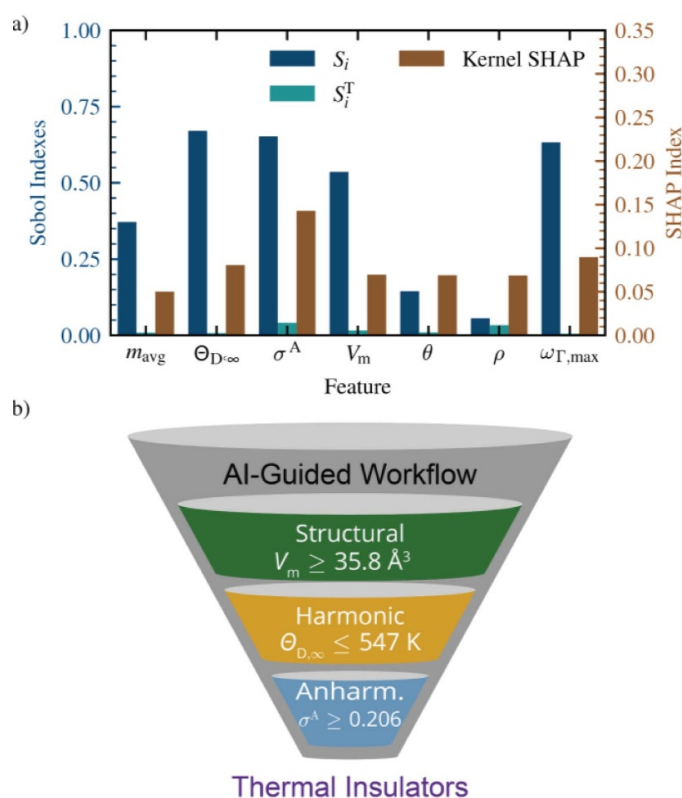 a)
1.00
0.75
0.50
0.25
0.00
Sobol Indexes
S_i
S_i^T
Kernel SHAP
0.35
0.30
0.25
0.20
0.15
0.10
0.05
0.00
SHAP Index
m_avg Θ_D,∞ σ^A V_m θ ρ ω_Γ,max
Feature
b)
AI-Guided Workflow
Structural
V_m ≥ 35.8 Å³
Harmonic
Θ_D,∞ ≤ 547 K
Anharm.
σ^A ≥ 0.206
Thermal Insulators